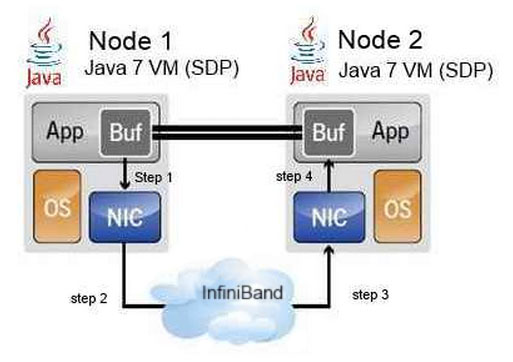 Node 1
Java 7 VM (SDP)
Java
Node 2
Java 7 VM (SDP)
Java
App
Buf
Buf
App
Step 1
step 4
OS
NIC
NIC
OS
step 2
InfiniBand
step 3